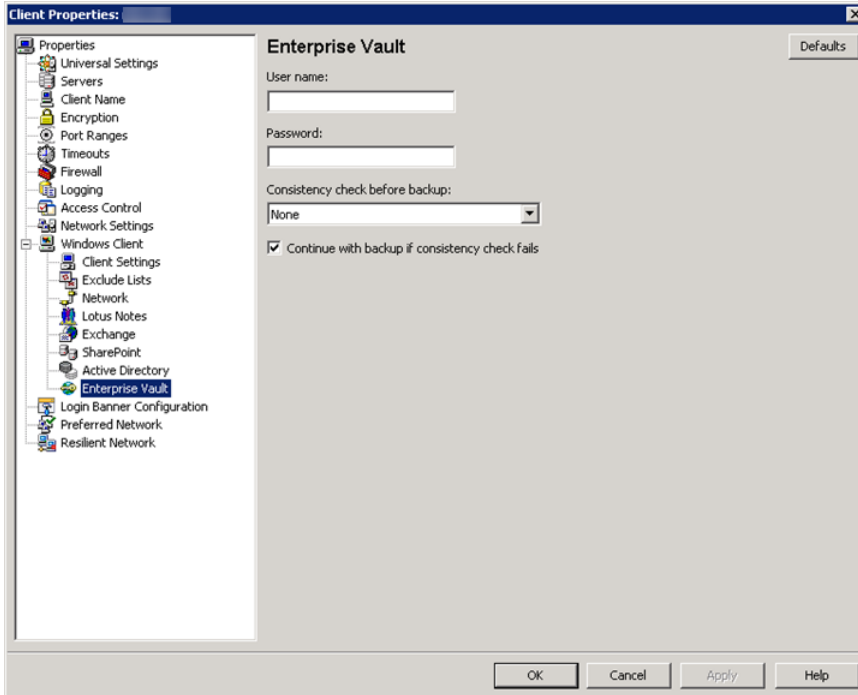 Client Properties:
Properties
Universal Settings
Servers
Client Name
Encryption
Port Ranges
Timeouts
Firewall
Logging
Access Control
Network Settings
Windows Client
Client Settings
Exclude Lists
Network
Lotus Notes
Exchange
SharePoint
Active Directory
Enterprise Vault
Login Banner Configuration
Preferred Network
Resilient Network
Enterprise Vault
Defaults
User name:
Password:
Consistency check before backup:
None
Continue with backup if consistency check fails
OK
Cancel
Apply
Help